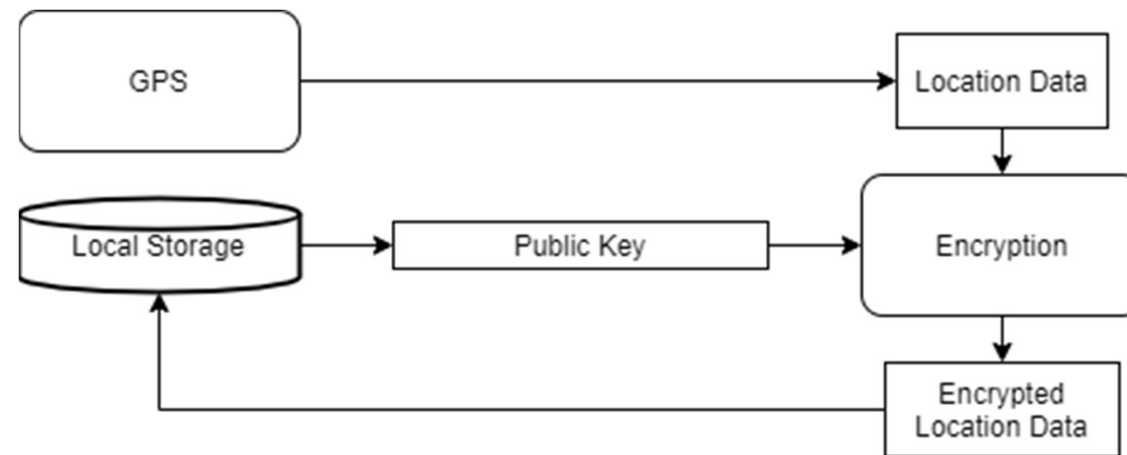 GPS
Location Data
Local Storage
Public Key
Encryption
Encrypted
Location Data